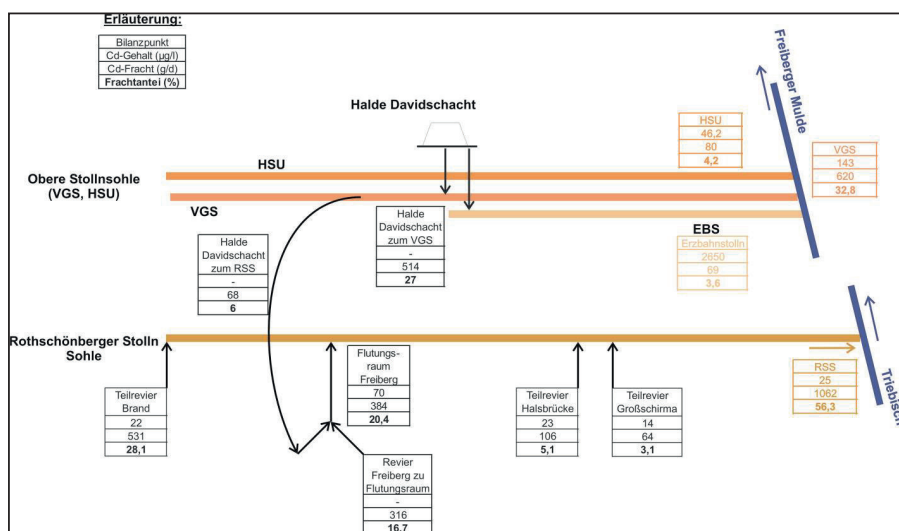 Erläuterung:
Bilanzpunkt
Cd-Gehalt (µg/l)
Cd-Fracht (g/d)
Frachtantei (%)
Freiberger Mulde
Halde Davidschacht
HSU
46,2
80
4,2
VGS
143
620
32,8
HSU
Obere Stollnsohle
(VGS, HSU)
VGS
Halde
Davidschacht
zum RSS
-
68
6
Halde
Davidschacht
zum VGS
-
514
27
EBS
Erzbahnstolln
2650
69
3,6
Rothschönberger Stolln
Sohle
Triebisch
Teilrevier
Brand
22
531
28,1
Flutungs-
raum
Freiberg
70
384
20,4
Teilrevier
Halsbrücke
23
106
5,1
Teilrevier
Großschirma
14
64
3,1
RSS
25
1062
56,3
Revier
Freiberg zu
Flutungsraum
-
316
16,7